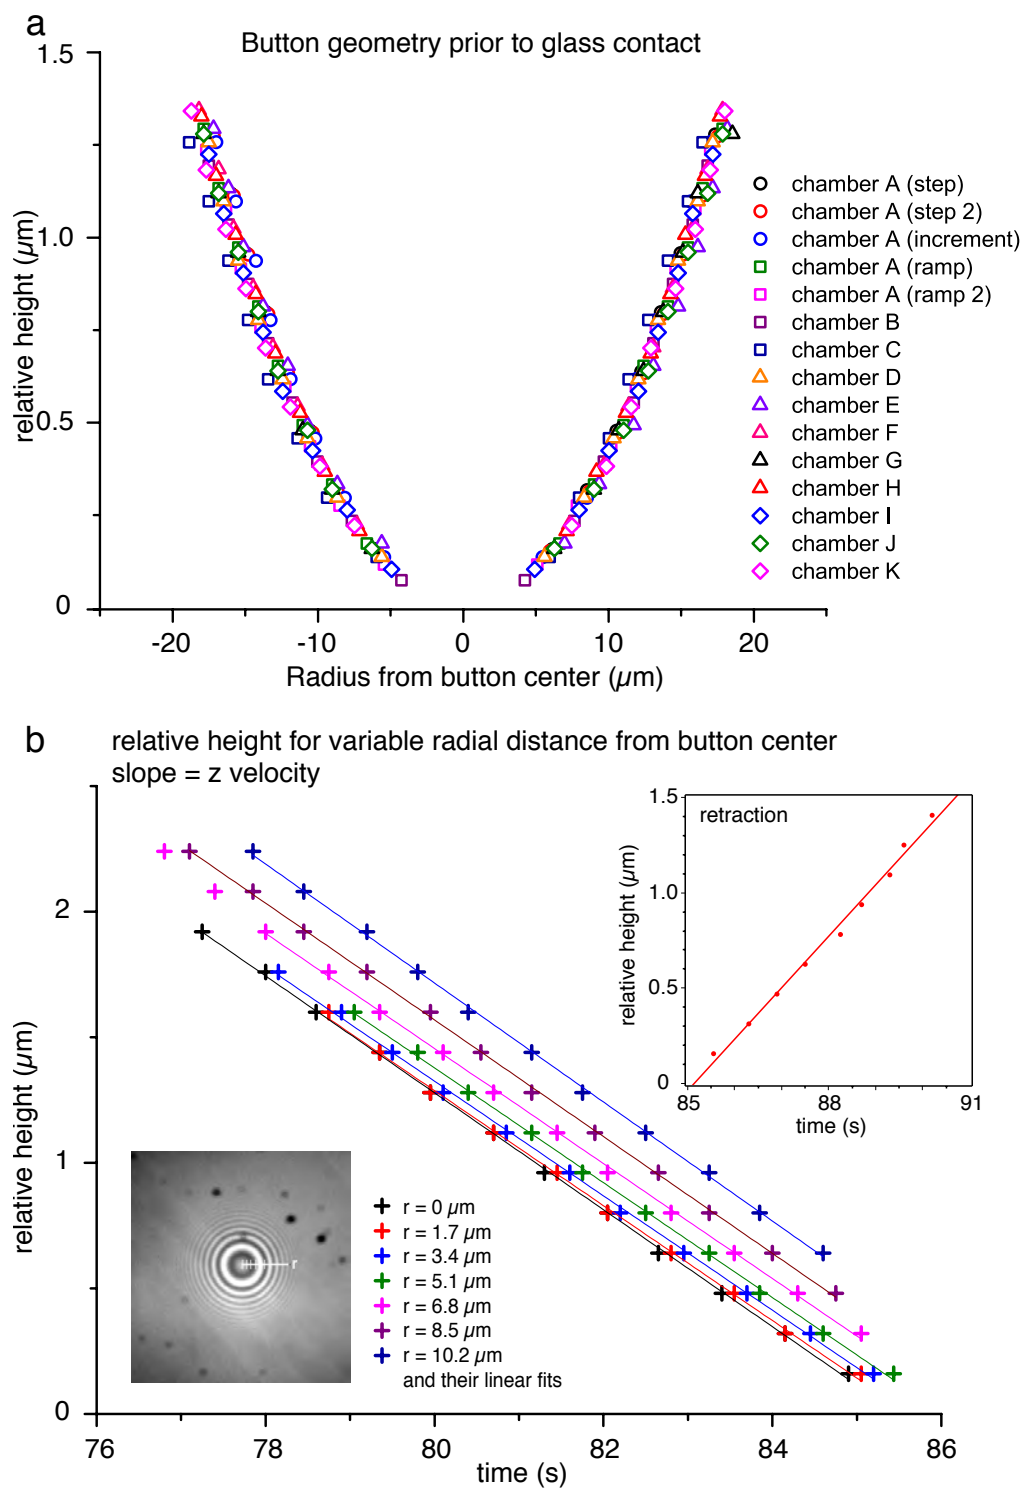 a
Button geometry prior to glass contact
1.5
1.0
0.5
0
relative height (µm)
-20 -10 0 10 20
Radius from button center (µm)
chamber A (step)
chamber A (step 2)
chamber A (increment)
chamber A (ramp)
chamber A (ramp 2)
chamber B
chamber C
chamber D
chamber E
chamber F
chamber G
chamber H
chamber I
chamber J
chamber K
b
relative height for variable radial distance from button center
slope = z velocity
2
1
0
relative height (µm)
76 78 80 82 84 86
time (s)
r
r = 0 µm
r = 1.7 µm
r = 3.4 µm
r = 5.1 µm
r = 6.8 µm
r = 8.5 µm
r = 10.2 µm
and their linear fits
retraction
1.5
1.0
0.5
0
relative height (µm)
85 88 91
time (s)